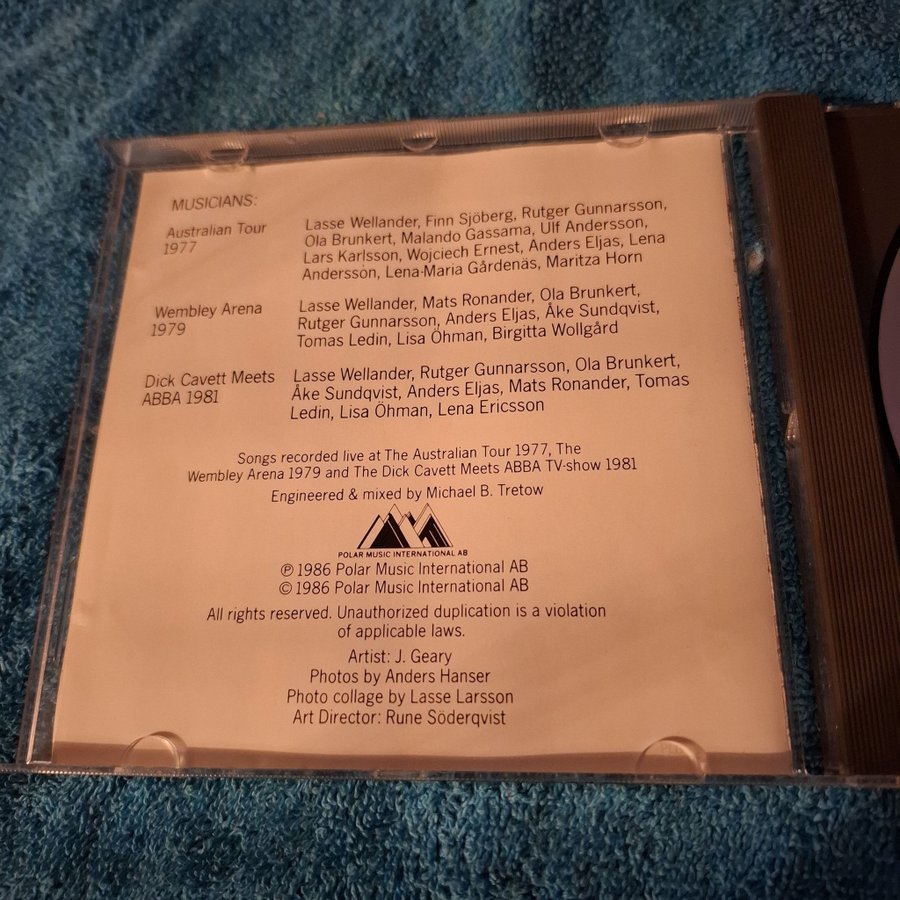 MUSICIANS:
Australian Tour
1977
Lasse Wellander, Finn Sjöberg, Rutger Gunnarsson,
Ola Brunkert, Malando Gassama, Ulf Andersson,
Lars Karlsson, Wojciech Ernest, Anders Eljas, Lena
Andersson, Lena-Maria Gårdenäs, Maritza Horn
Wembley Arena
1979
Lasse Wellander, Mats Ronander, Ola Brunkert,
Rutger Gunnarsson, Anders Eljas, Åke Sundqvist,
Tomas Ledin, Lisa Öhman, Birgitta Wollgård
Dick Cavett Meets
ABBA 1981
Lasse Wellander, Rutger Gunnarsson, Ola Brunkert,
Åke Sundqvist, Anders Eljas, Mats Ronander, Tomas
Ledin, Lisa Öhman, Lena Ericsson
Songs recorded live at The Australian Tour 1977, The
Wembley Arena 1979 and The Dick Cavett Meets ABBA TV-show 1981
Engineered & mixed by Michael B. Tretow
POLAR MUSIC INTERNATIONAL AB
℗ 1986 Polar Music International AB
© 1986 Polar Music International AB
All rights reserved. Unauthorized duplication is a violation
of applicable laws.
Artist: J. Geary
Photos by Anders Hanser
Photo collage by Lasse Larsson
Art Director: Rune Söderqvist